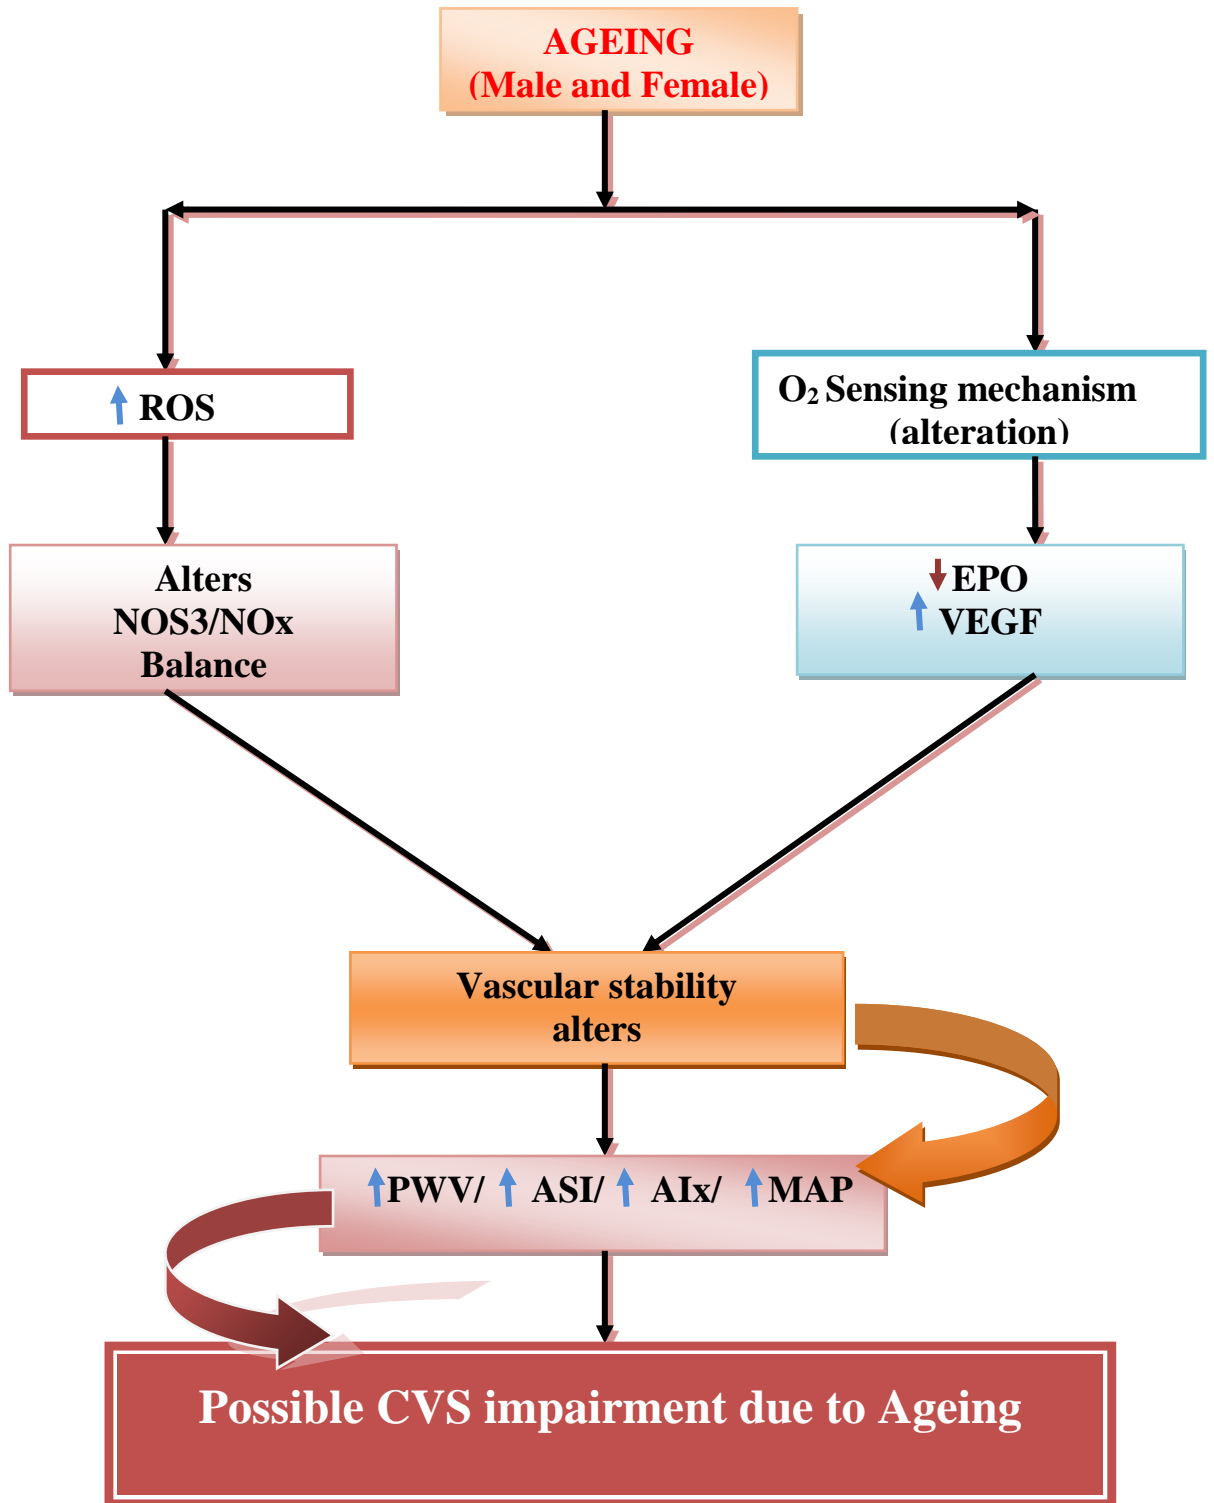 AGEING
(Male and Female)
↑ ROS
O₂ Sensing mechanism
(alteration)
Alters
NOS3/NOx
Balance
↓ EPO
↑ VEGF
Vascular stability
alters
↑PWV/ ↑ ASI/ ↑ AIx/ ↑MAP
Possible CVS impairment due to Ageing